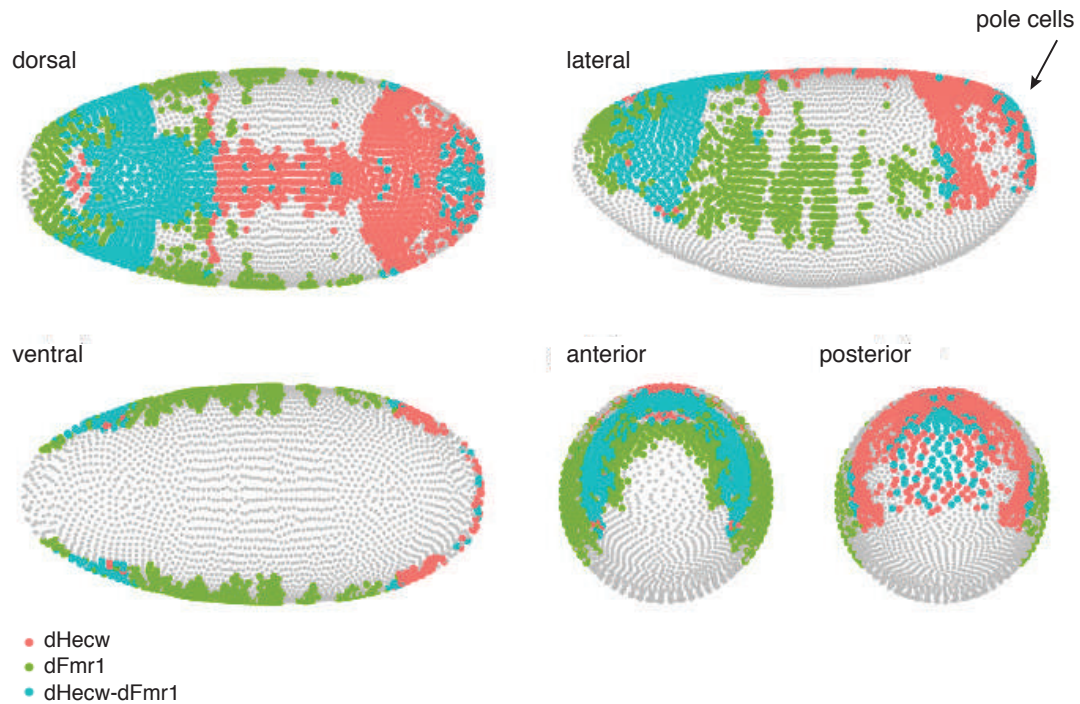 pole cells
dorsal
lateral
ventral
anterior
posterior
dHecw
dFmr1
dHecw-dFmr1